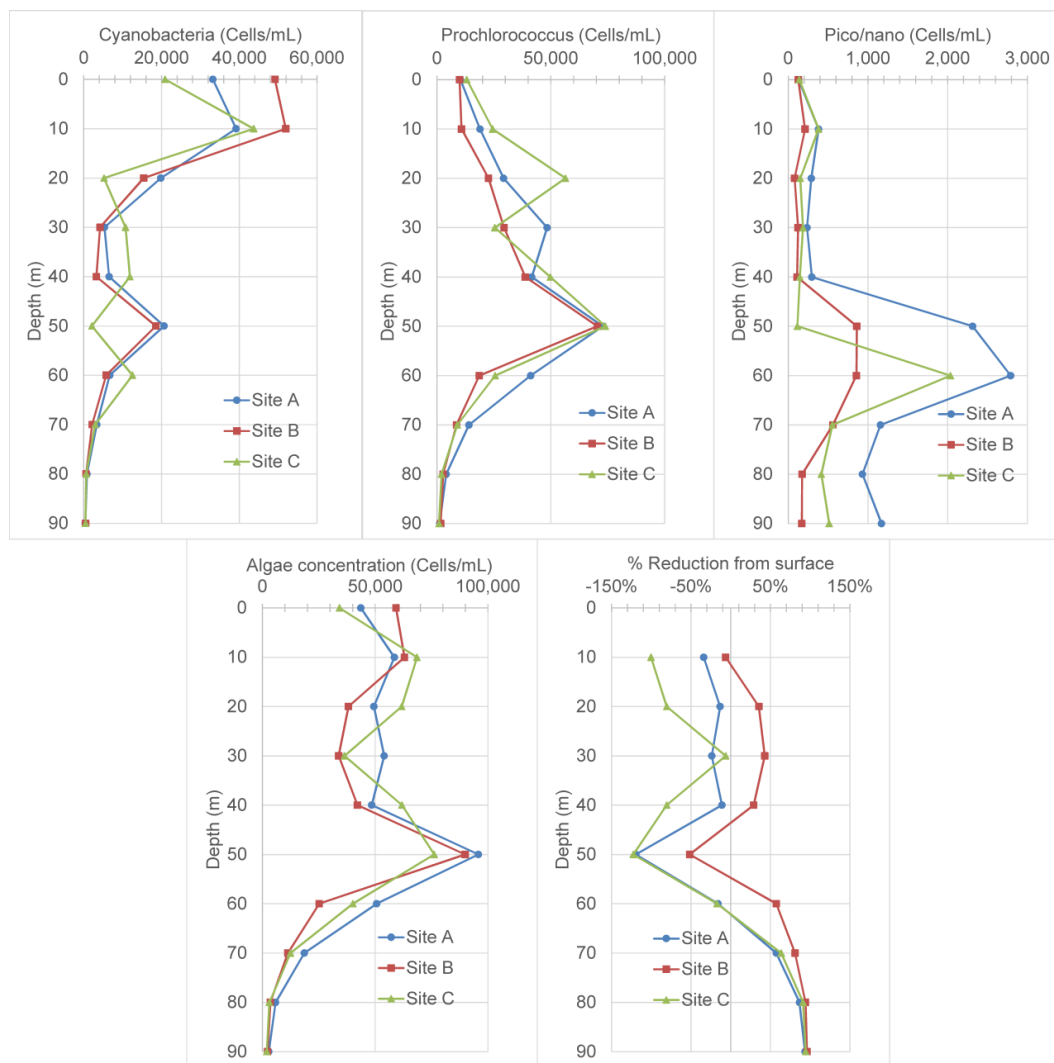 Cyanobacteria (Cells/mL)
0 20,000 40,000 60,000
0
10
20
30
40
50
60
70
80
90
Depth (m)
Site A
Site B
Site C
Prochlorococcus (Cells/mL)
0 50,000 100,000
0
10
20
30
40
50
60
70
80
90
Depth (m)
Site A
Site B
Site C
Pico/nano (Cells/mL)
0 1,000 2,000 3,000
0
10
20
30
40
50
60
70
80
90
Depth (m)
Site A
Site B
Site C
Algae concentration (Cells/mL)
0 50,000 100,000
0
10
20
30
40
50
60
70
80
90
Depth (m)
Site A
Site B
Site C
% Reduction from surface
-150% -50% 50% 150%
0
10
20
30
40
50
60
70
80
90
Depth (m)
Site A
Site B
Site C